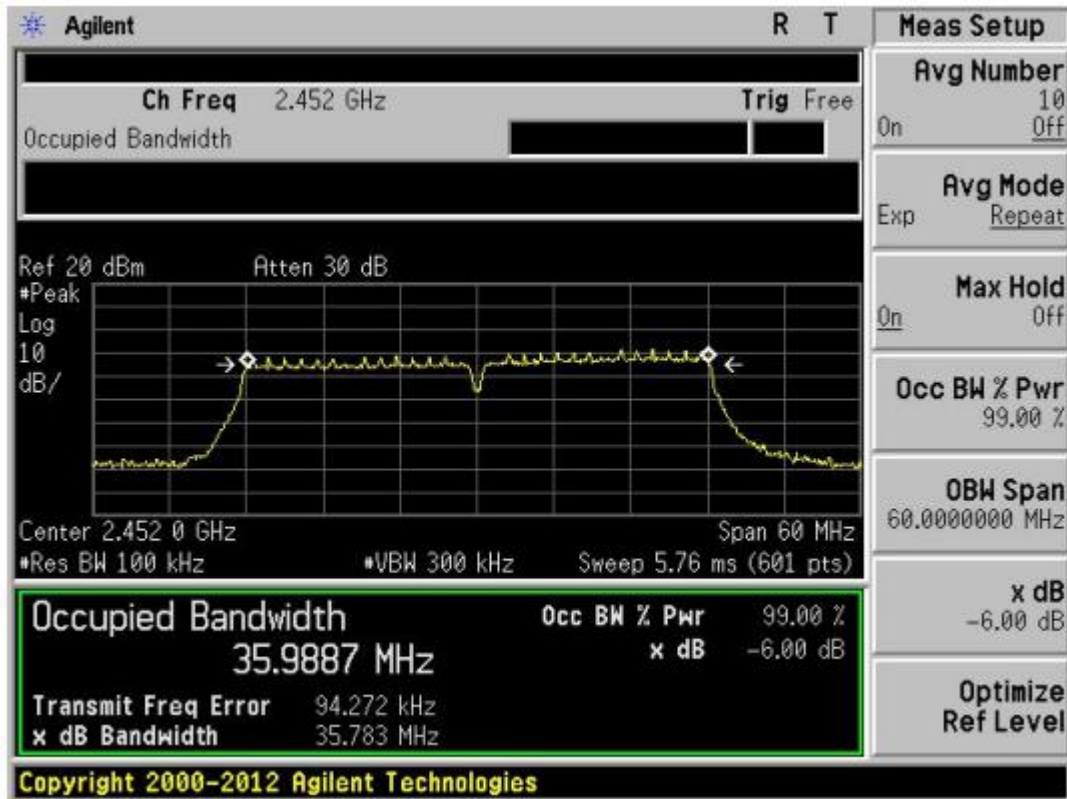 Agilent R T Meas Setup
Ch Freq 2.452 GHz Trig Free
Occupied Bandwidth
Avg Number
10
On Off
Avg Mode
Exp Repeat
Max Hold
On Off
Occ BW % Pwr
99.00 %
OBW Span
60.0000000 MHz
x dB
-6.00 dB
Optimize
Ref Level
Ref 20 dBm Atten 30 dB
#Peak
Log
10
dB/
Center 2.452 0 GHz Span 60 MHz
#Res BW 100 kHz #VBW 300 kHz Sweep 5.76 ms (601 pts)
Occupied Bandwidth Occ BW % Pwr 99.00 %
35.9887 MHz x dB -6.00 dB
Transmit Freq Error 94.272 kHz
x dB Bandwidth 35.783 MHz
Copyright 2000-2012 Agilent Technologies